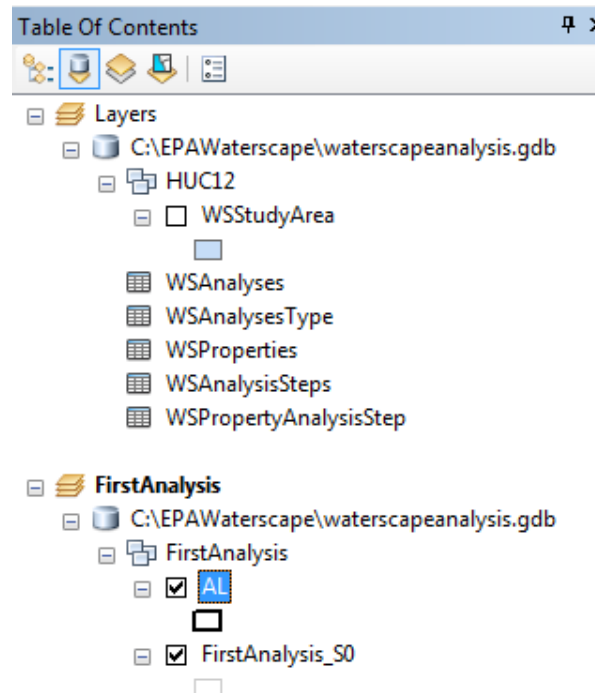 Table Of Contents
Layers
C:\EPAWaterscape\waterscapeanalysis.gdb
HUC12
WSStudyArea
WSAnalyses
WSAnalysesType
WSProperties
WSAnalysisSteps
WSPropertyAnalysisStep
FirstAnalysis
C:\EPAWaterscape\waterscapeanalysis.gdb
FirstAnalysis
AL
FirstAnalysis_S0